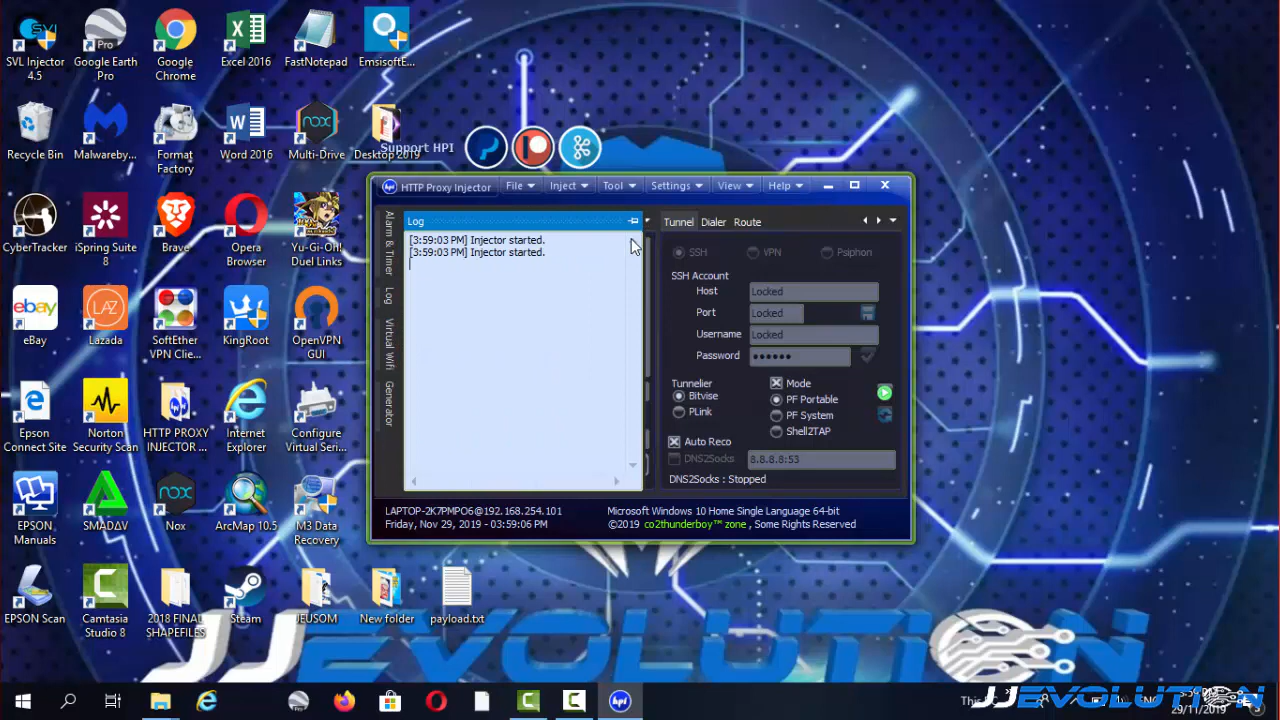 SVL Injector
4.5
Google Earth
Pro
Google
Chrome
Excel 2016
FastNotepad
EmsisoftE...
Recycle Bin
Malwareby...
Format
Factory
Word 2016
Multi-Drive
Desktop 2019
Support HPI
CyberTracker
iSpring Suite
8
Brave
Opera
Browser
Yu-Gi-Oh!
Duel Links
eBay
Lazada
SoftEther
VPN Clie...
KingRoot
OpenVPN
GUI
Epson
Connect Site
Norton
Security Scan
HTTP PROXY
INJECTOR ...
Internet
Explorer
Configure
Virtual Seri...
EPSON
Manuals
SMADΔV
Nox
ArcMap 10.5
M3 Data
Recovery
EPSON Scan
Camtasia
Studio 8
2018 FINAL
SHAPEFILES
Steam
JEUSOM
New folder
payload.txt
HTTP Proxy Injector
File
Inject
Tool
Settings
View
Help
Alarm & Timer
Log
Virtual Wifi
Generator
Log
[3:59:03 PM] Injector started.
[3:59:03 PM] Injector started.
Tunnel
Dialer
Route
SSH
VPN
Psiphon
SSH Account
Host
Locked
Port
Locked
Username
Locked
Password
Tunnelier
Bitvise
PLink
Mode
PF Portable
PF System
Shell2TAP
Auto Reco
DNS2Socks
8.8.8.8:53
DNS2Socks : Stopped
LAPTOP-2K7PMPO6@192.168.254.101
Friday, Nov 29, 2019 - 03:59:06 PM
Microsoft Windows 10 Home Single Language 64-bit
©2019 co2thunderboy™ zone , Some Rights Reserved
JJEVOLUTION
JJEVOLUTION
29/11/2019